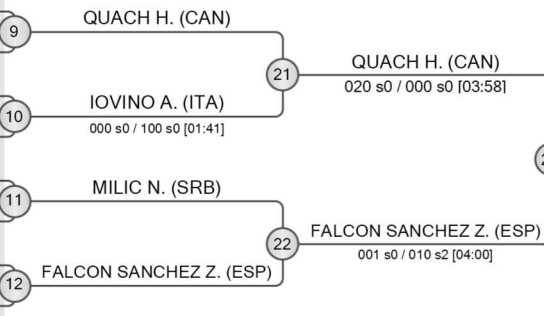 9
QUACH H. (CAN)
21
QUACH H. (CAN)
020 s0 / 000 s0 [03:58]
10
IOVINO A. (ITA)
000 s0 / 100 s0 [01:41]
11
MILIC N. (SRB)
22
FALCON SANCHEZ Z. (ESP)
001 s0 / 010 s2 [04:00]
12
FALCON SANCHEZ Z. (ESP)